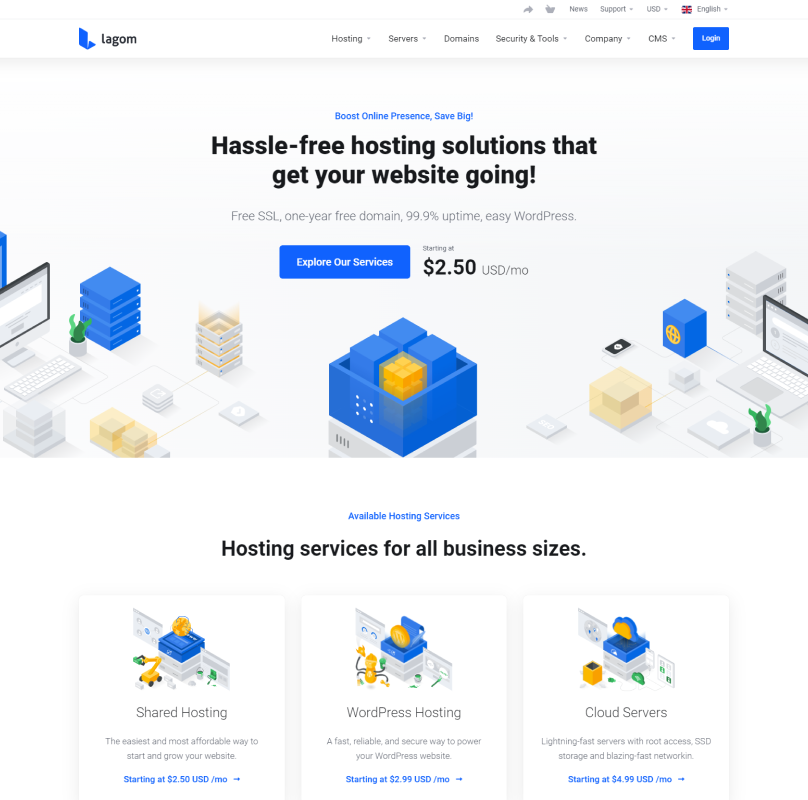 News Support USD English
lagom
Hosting Servers Domains Security & Tools Company CMS Login
Boost Online Presence, Save Big!
Hassle-free hosting solutions that
get your website going!
Free SSL, one-year free domain, 99.9% uptime, easy WordPress.
Explore Our Services
Starting at
$2.50 USD/mo
SEO
Available Hosting Services
Hosting services for all business sizes.
Shared Hosting
The easiest and most affordable way to
start and grow your website.
Starting at $2.50 USD /mo →
WordPress Hosting
A fast, reliable, and secure way to power
your WordPress website.
Starting at $2.99 USD /mo →
Cloud Servers
Lightning-fast servers with root access, SSD
storage and blazing-fast networkin.
Starting at $4.99 USD /mo →